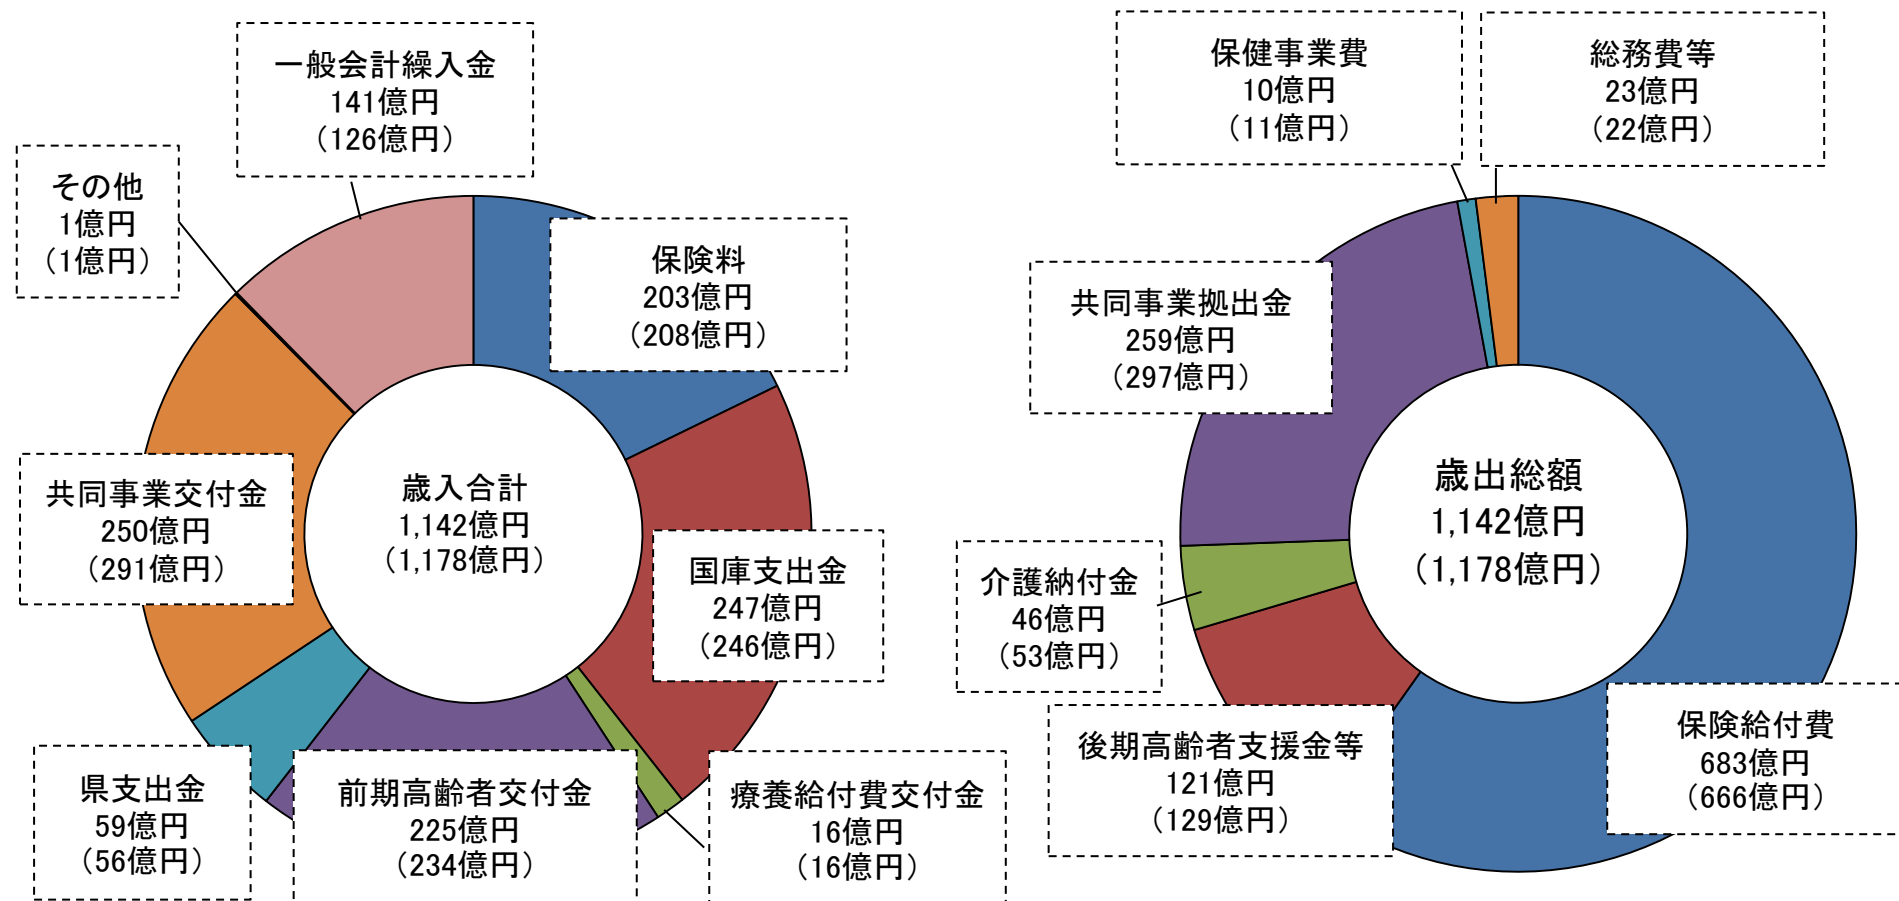 一般会計繰入金
141億円
（126億円）
その他
1億円
（1億円）
保険料
203億円
（208億円）
共同事業交付金
250億円
（291億円）
歳入合計
1,142億円
（1,178億円）
国庫支出金
247億円
（246億円）
県支出金
59億円
（56億円）
前期高齢者交付金
225億円
（234億円）
療養給付費交付金
16億円
（16億円）
保健事業費
10億円
（11億円）
総務費等
23億円
（22億円）
共同事業拠出金
259億円
（297億円）
歳出総額
1,142億円
（1,178億円）
介護納付金
46億円
（53億円）
後期高齢者支援金等
121億円
（129億円）
保険給付費
683億円
（666億円）